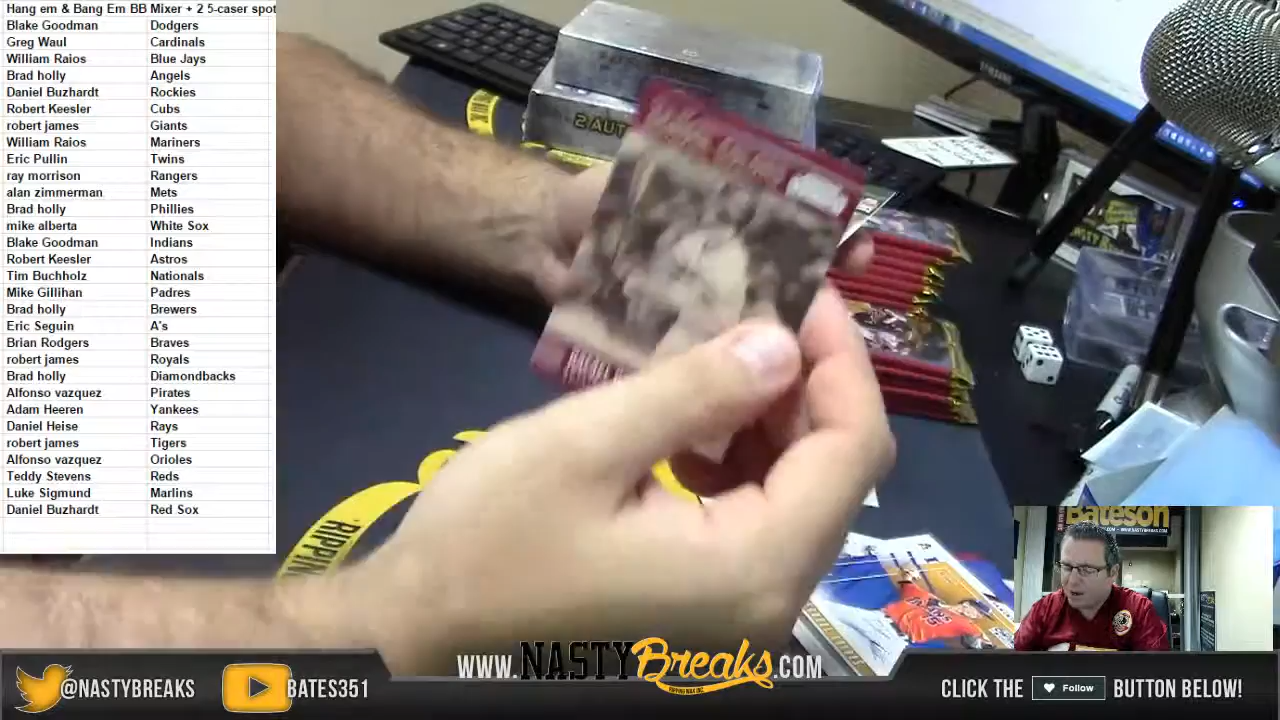 Hang em & Bang Em BB Mixer + 2 5-caser spot
Blake Goodman Dodgers
Greg Waul Cardinals
William Raios Blue Jays
Brad holly Angels
Daniel Buzhardt Rockies
Robert Keesler Cubs
robert james Giants
William Raios Mariners
Eric Pullin Twins
ray morrison Rangers
alan zimmerman Mets
Brad holly Phillies
mike alberta White Sox
Blake Goodman Indians
Robert Keesler Astros
Tim Buchholz Nationals
Mike Gillihan Padres
Brad holly Brewers
Eric Seguin A's
Brian Rodgers Braves
robert james Royals
Brad holly Diamondbacks
Alfonso vazquez Pirates
Adam Heeren Yankees
Daniel Heise Rays
robert james Tigers
Alfonso vazquez Orioles
Teddy Stevens Reds
Luke Sigmund Marlins
Daniel Buzhardt Red Sox
2 AUT
SAMSUNG
RIPPING
Bateson
WWW.NASTYBreaks.COM
RIPPING WAX INC.
@NASTYBREAKS
BATES351
CLICK THE Follow BUTTON BELOW!